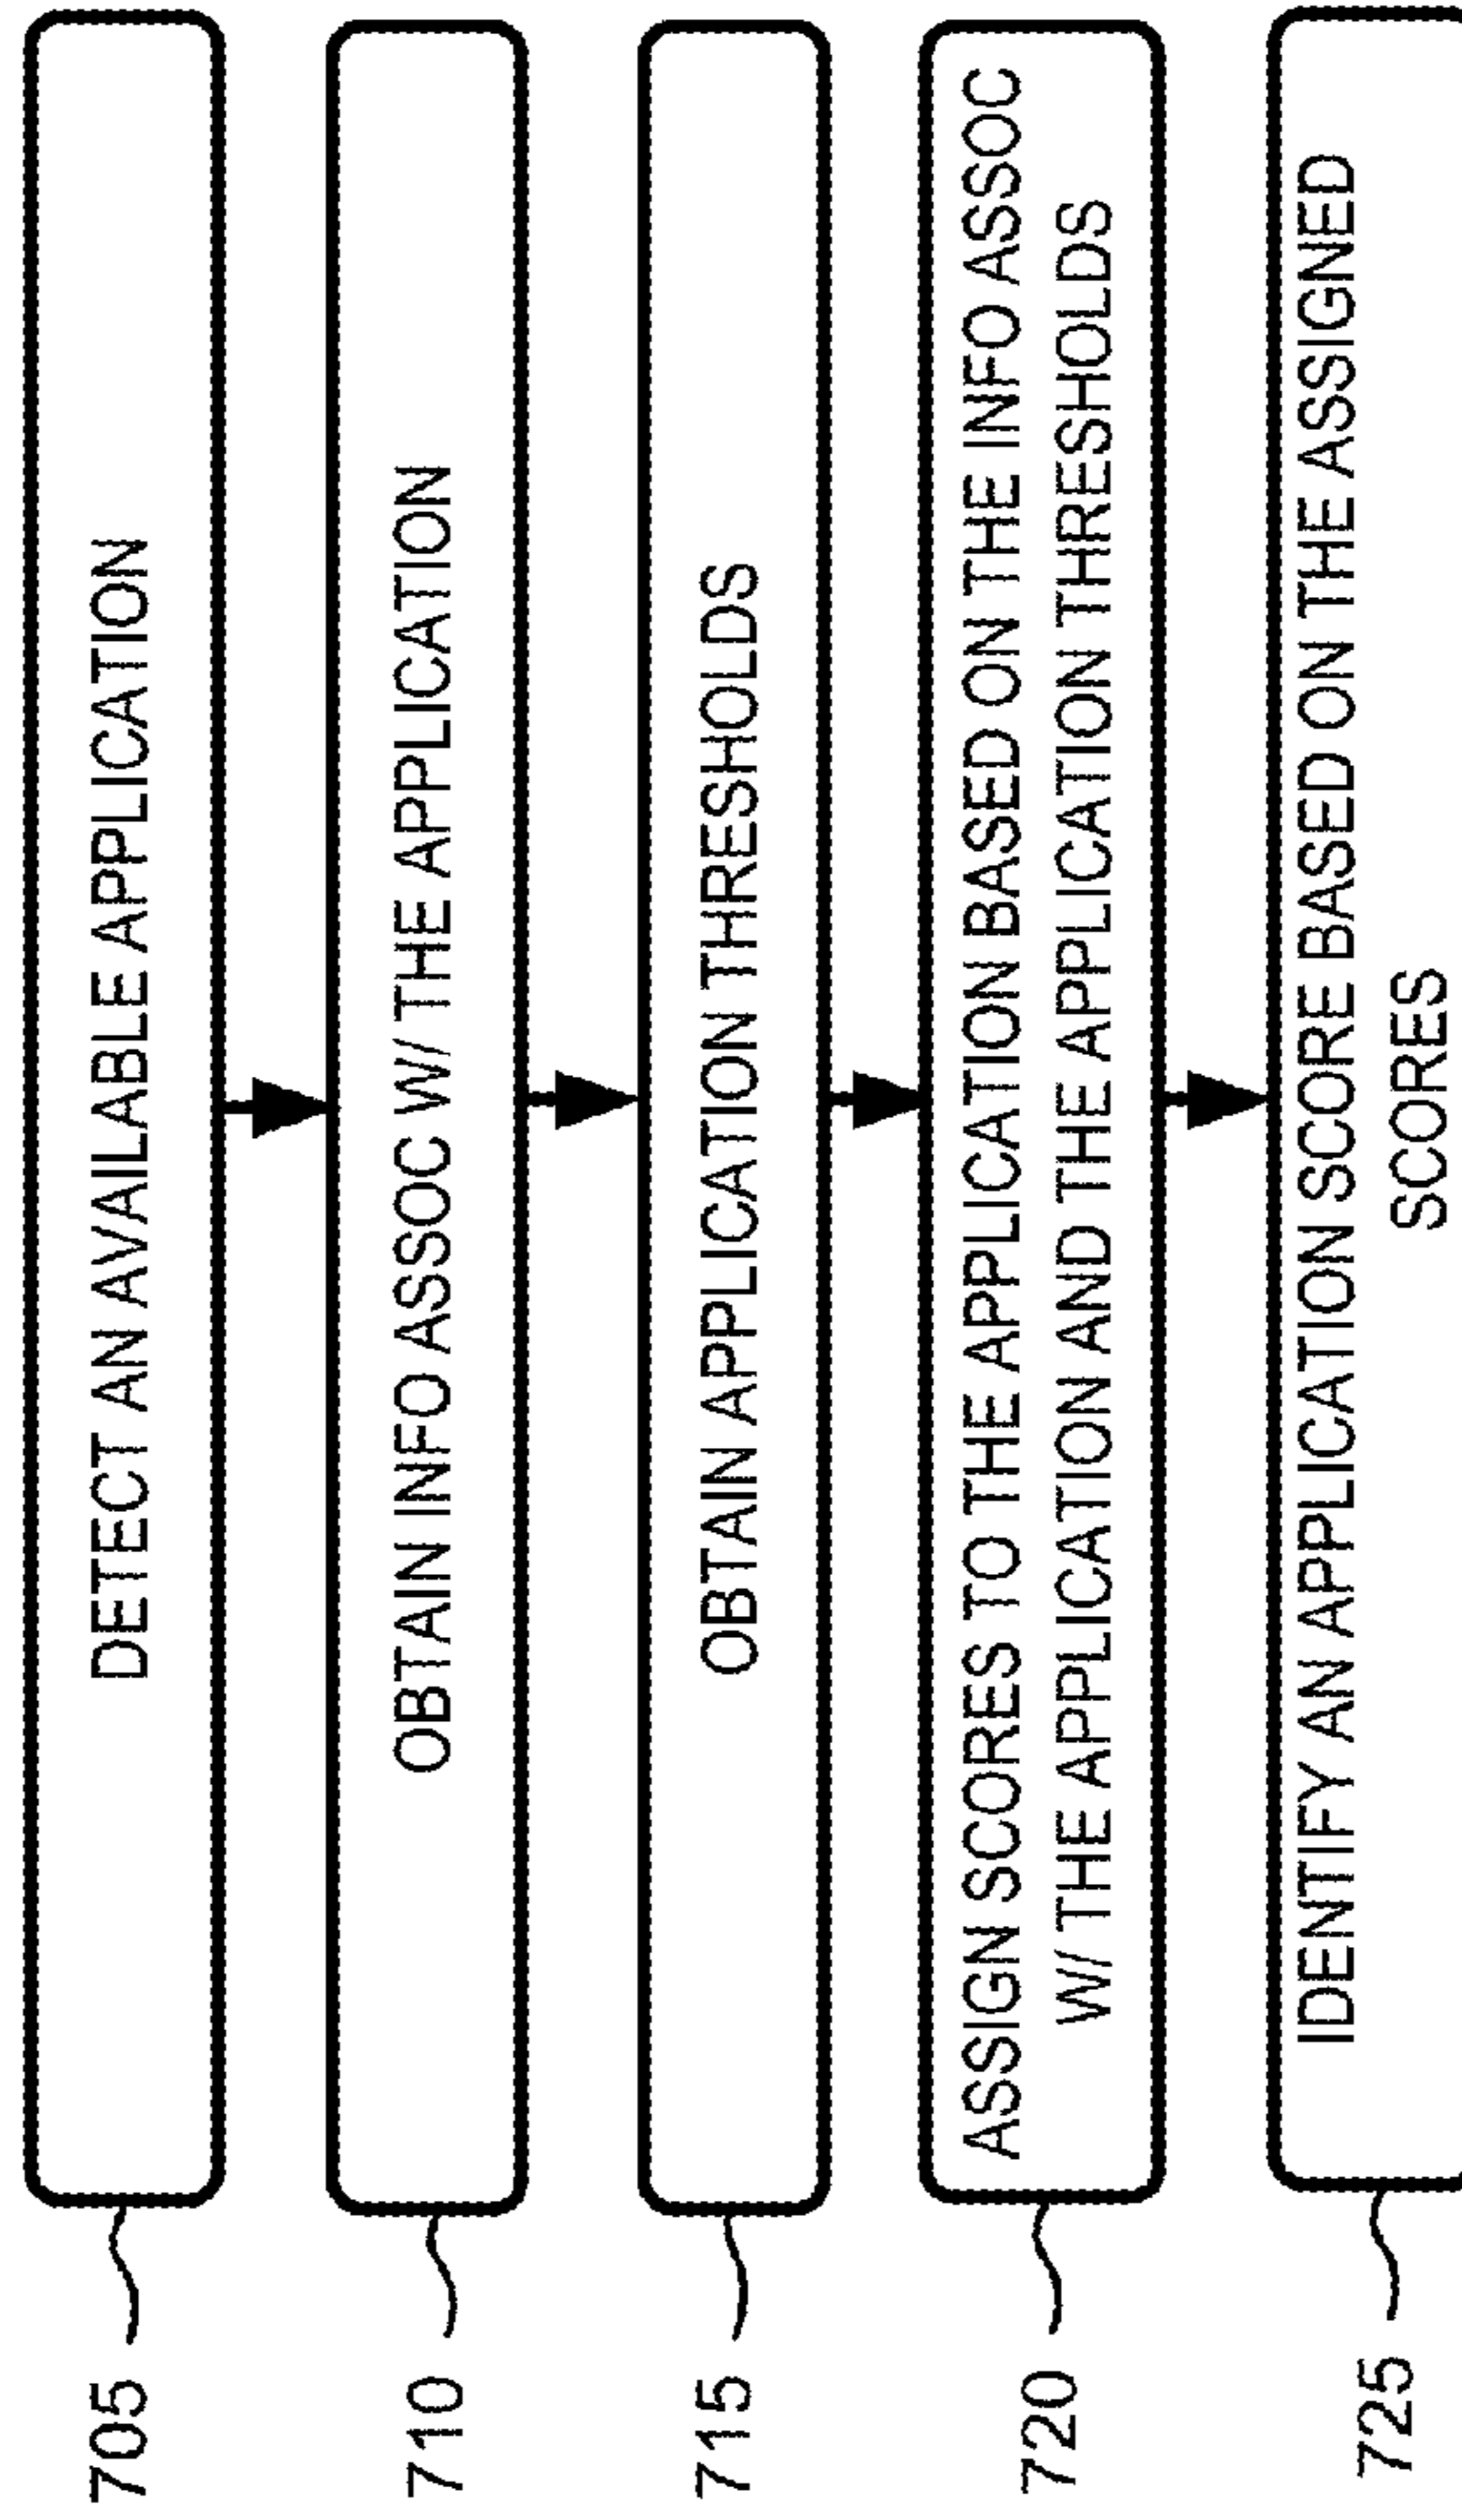 705
DETECT AN AVAILABLE APPLICATION
710
OBTAIN INFO ASSOC W/ THE APPLICATION
715
OBTAIN APPLICATION THRESHOLDS
720
ASSIGN SCORES TO THE APPLICATION BASED ON THE INFO ASSOC
W/ THE APPLICATION AND THE APPLICATION THRESHOLDS
725
IDENTIFY AN APPLICATION SCORE BASED ON THE ASSIGNED
SCORES